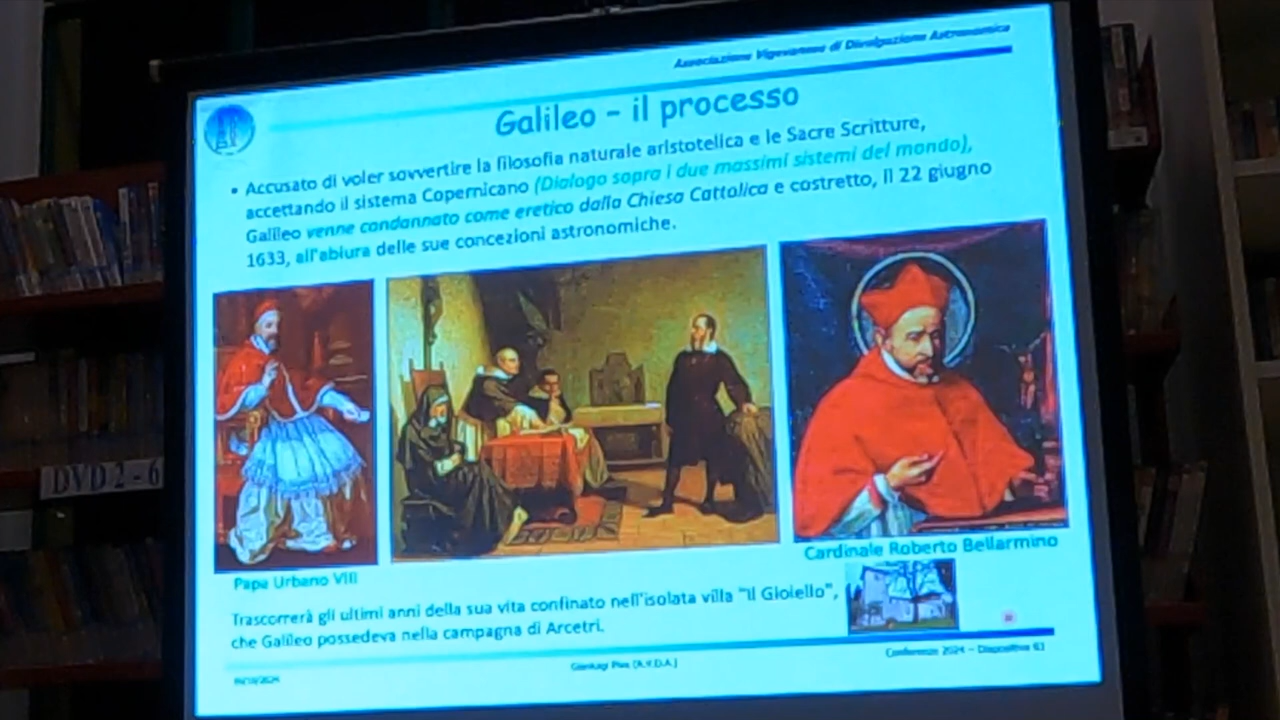 Associazione Vigevanese di Divulgazione Astronomica
Galileo - il processo
• Accusato di voler sovvertire la filosofia naturale aristotelica e le Sacre Scritture,
accettando il sistema Copernicano (Dialogo sopra i due massimi sistemi del mondo),
Galileo venne condannato come eretico dalla Chiesa Cattolica e costretto, il 22 giugno
1633, all'abiura delle sue concezioni astronomiche.
DVD 2 - 6
Papa Urbano VIII
Cardinale Roberto Bellarmino
Trascorrerà gli ultimi anni della sua vita confinato nell'isolata villa "Il Gioiello",
che Galileo possedeva nella campagna di Arcetri.
(A.V.D.A.)
Conferenze 2024 - Diapositiva 61